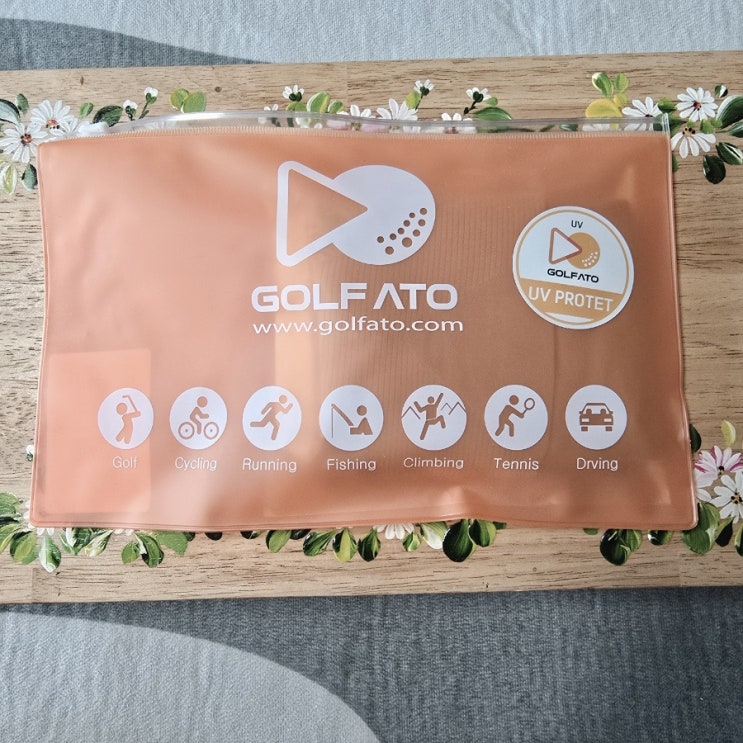 GOLFATO
www.golfato.com
UV
GOLFATO
UV PROTET
Golf
Cycling
Running
Fishing
Climbing
Tennis
Drving